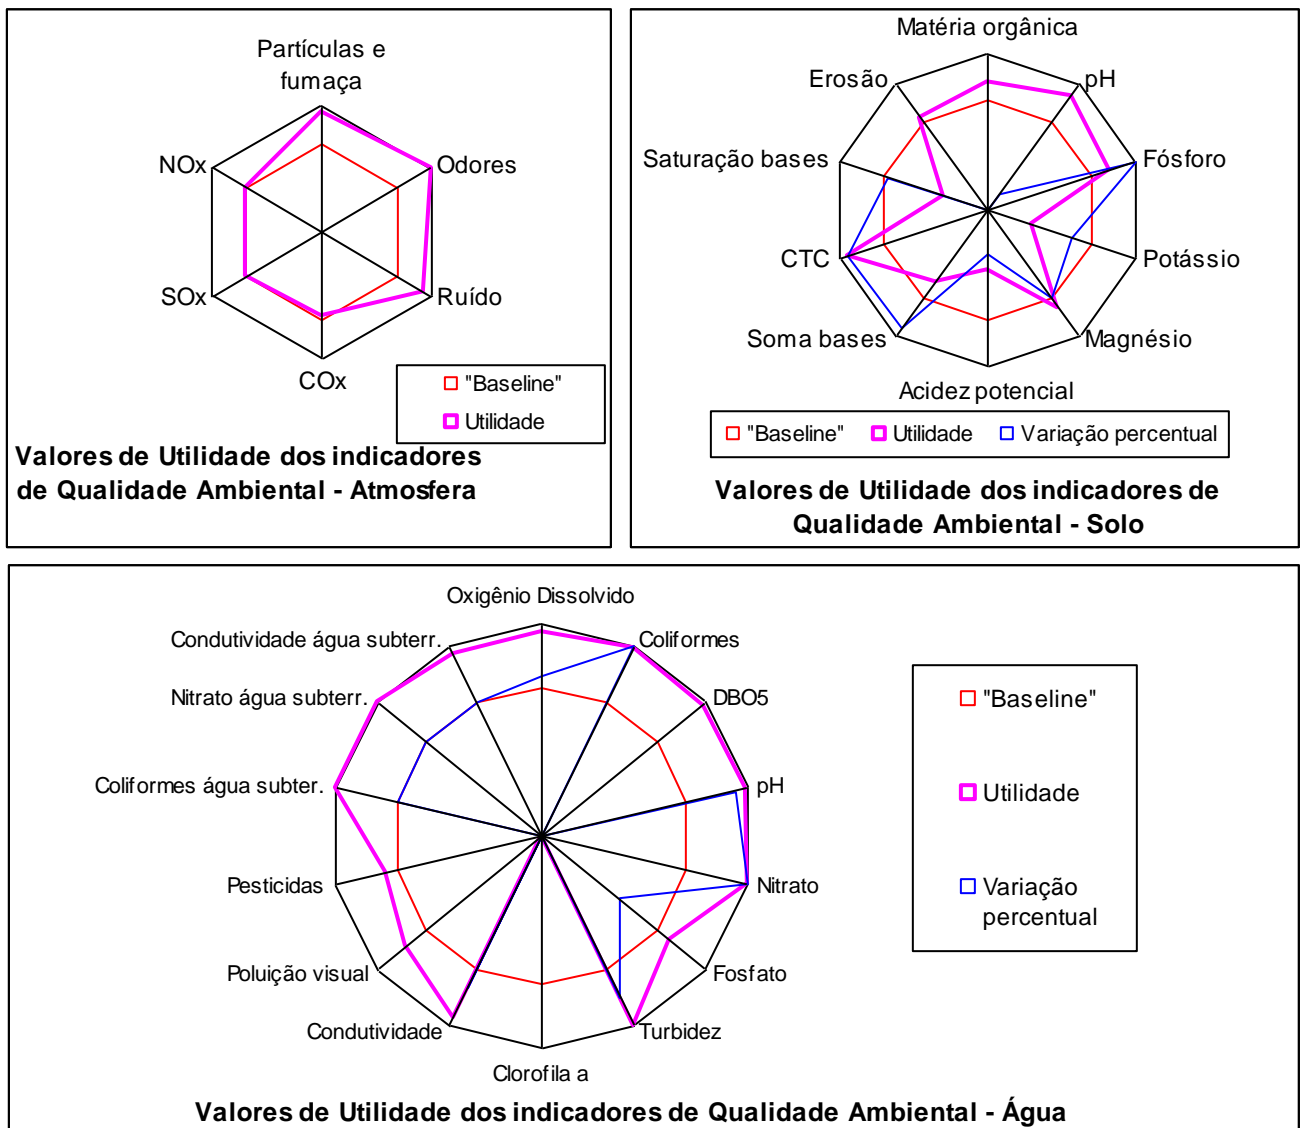 Partículas e
fumaça
NOx
Odores
SOx
Ruído
COx
"Baseline"
Utilidade
Valores de Utilidade dos indicadores
de Qualidade Ambiental - Atmosfera
Matéria orgânica
Erosão
pH
Saturação bases
Fósforo
CTC
Potássio
Soma bases
Magnésio
Acidez potencial
"Baseline" Utilidade Variação percentual
Valores de Utilidade dos indicadores de
Qualidade Ambiental - Solo
Oxigênio Dissolvido
Condutividade água subterr.
Coliformes
Nitrato água subterr.
DBO5
Coliformes água subter.
pH
Pesticidas
Nitrato
Poluição visual
Fosfato
Condutividade
Turbidez
Clorofila a
"Baseline"
Utilidade
Variação
percentual
Valores de Utilidade dos indicadores de Qualidade Ambiental - Água